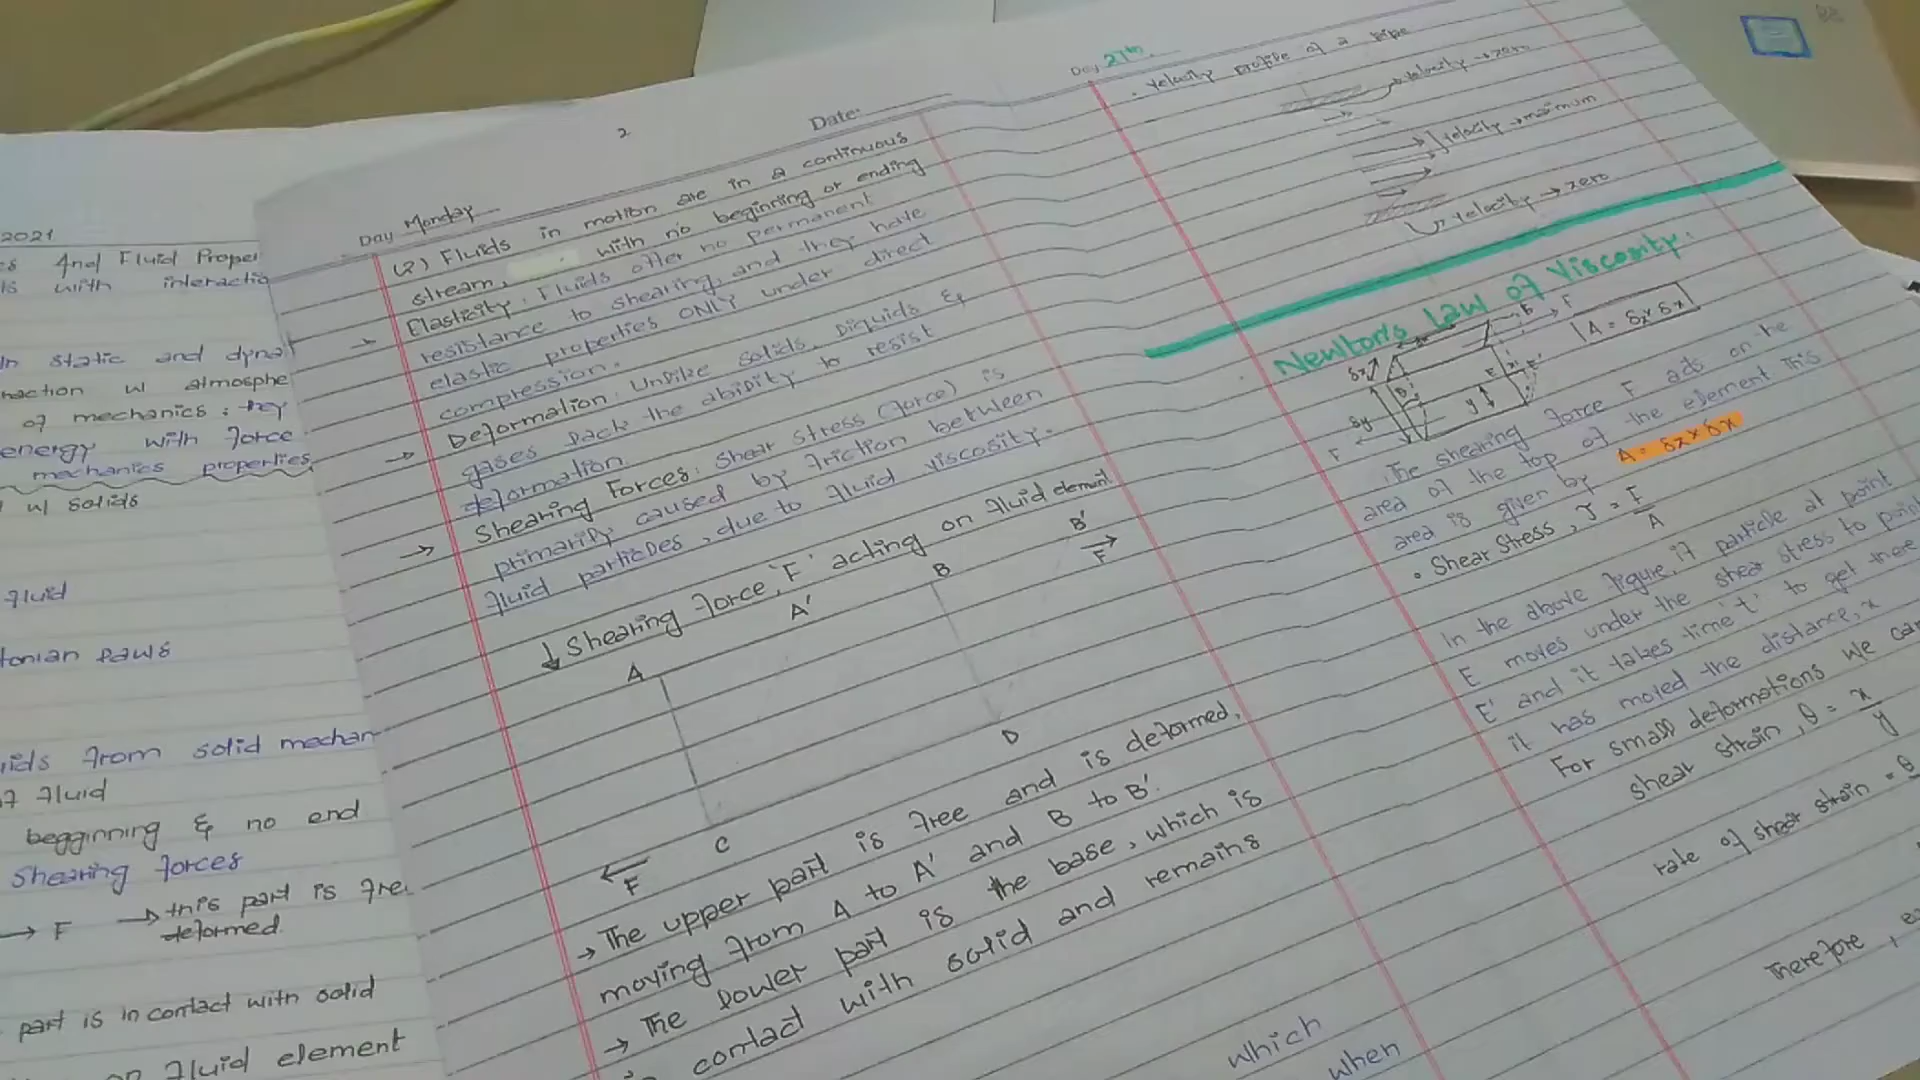 2021
And Fluid Proper
with interactio
In static and dyna
raction w atmosphe
of mechanics: they
energy with force
mechanics properties
w/ solids
fluid
tonian laws
uids from solid mechan
of fluid
begginning & no end
Shearing forces
→ F → this part is fre
deformed.
part is in contact with solid
on fluid element
2
Date:
Day Monday
(2) Fluids in motion are in a continuous
stream, with no beginning or ending
→ Elasticity: Fluids offer no permanent
resistance to shearing, and they have
elastic properties ONLY under direct
compression.
→ Deformation: Unlike solids, liquids &
gases lack the ability to resist
deformation.
→ Shearing Forces: Shear stress (force) is
primarily caused by friction between
fluid particles, due to fluid viscosity.
↓ Shearing force, 'F' acting on fluid element
A A' B B'
F
C D
F
→ The upper part is free and is deformed,
moving from A to A' and B to B'.
→ The lower part is the base, which is
contact with solid and remains
Day 27th
• Velocity profile of a pipe
velocity → zero
velocity → maximum
velocity → zero
Newton's Law of Viscosity:
F
E
A = δz × δx
δz
B
E E'
x
y
δy
F
• The shearing force F acts on the
area of the top of the element This
area is given by A = δz × δx
• Shear Stress, τ = F/A
In the above figure, if particle at point
E moves under the shear stress to point
E' and it takes time 't' to get there
it has moved the distance, x
For small deformations we can
shear strain, θ = x/y
rate of shear strain = θ
Therefore,
which
when